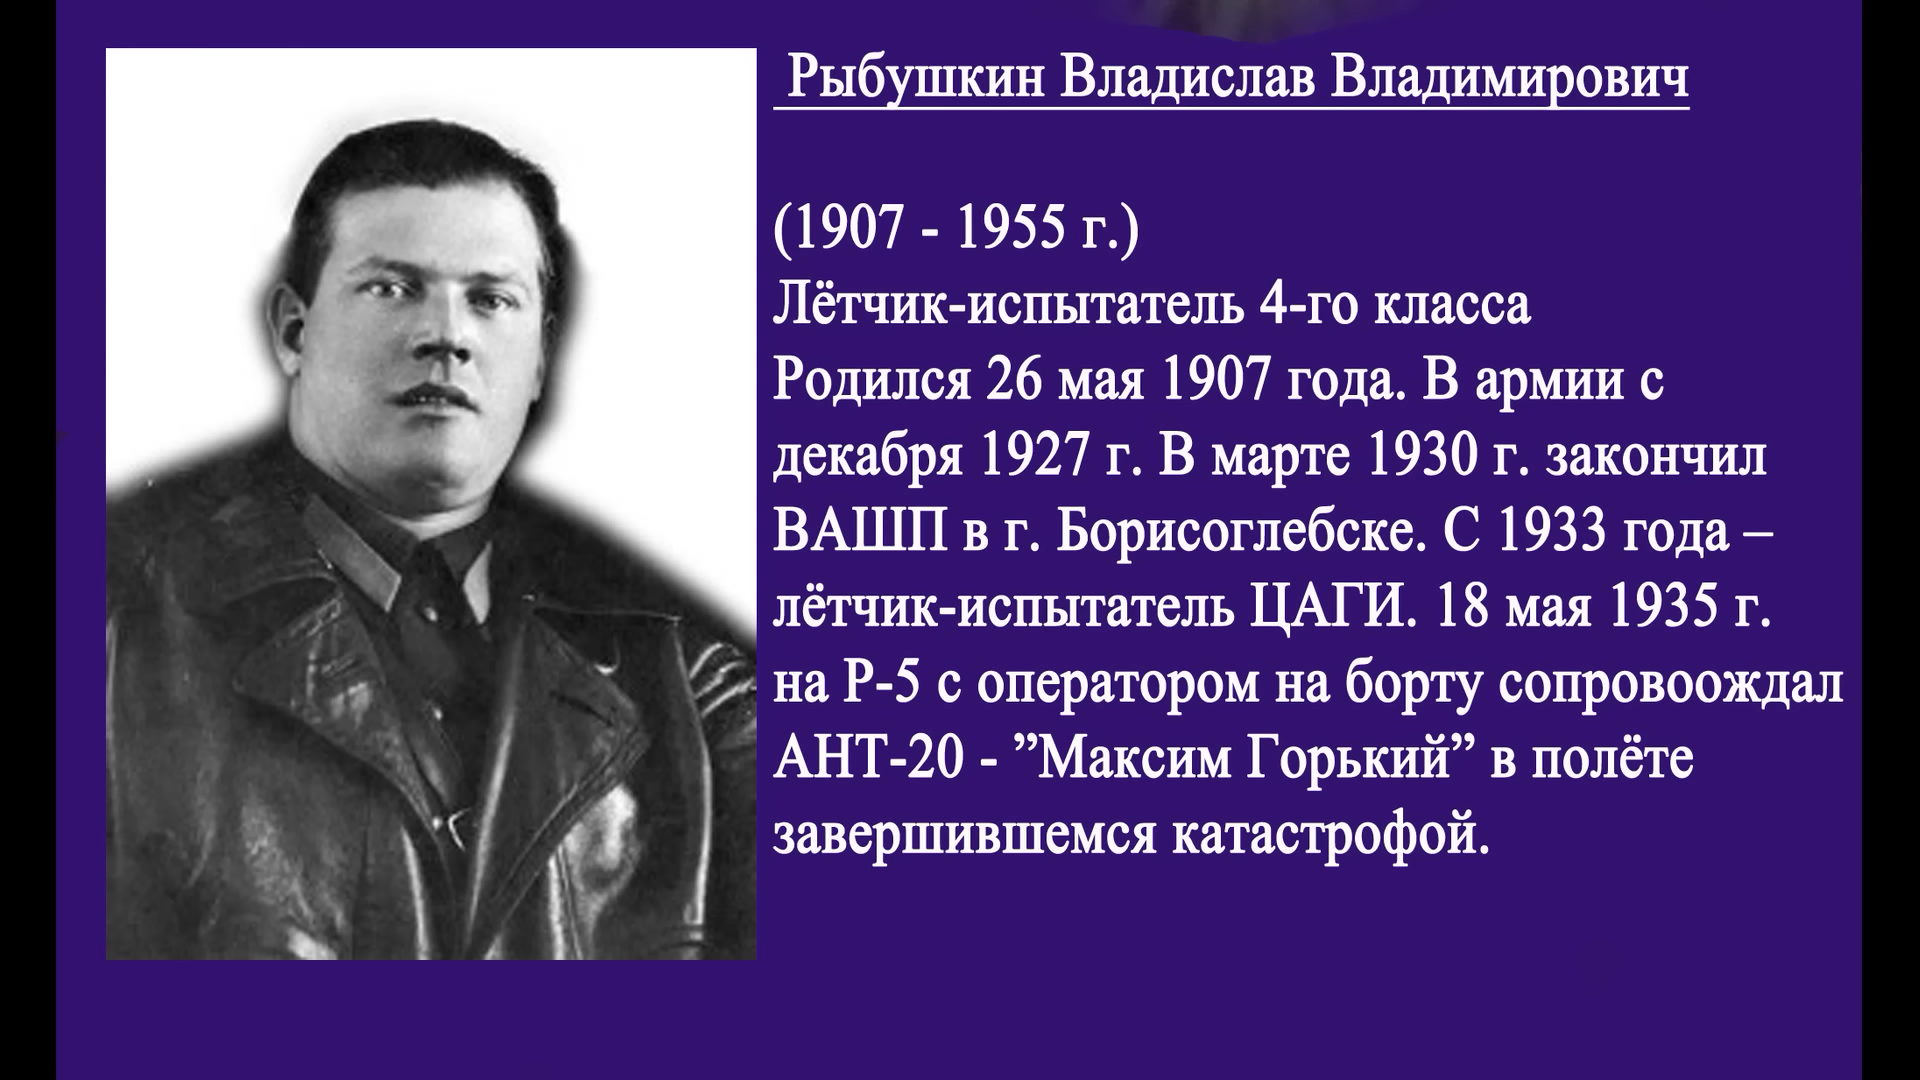 Рыбушкин Владислав Владимирович
(1907 - 1955 г.)
Лётчик-испытатель 4-го класса
Родился 26 мая 1907 года. В армии с
декабря 1927 г. В марте 1930 г. закончил
ВАШП в г. Борисоглебске. С 1933 года –
лётчик-испытатель ЦАГИ. 18 мая 1935 г.
на Р-5 с оператором на борту сопровоождал
АНТ-20 - ”Максим Горький” в полёте
завершившемся катастрофой.